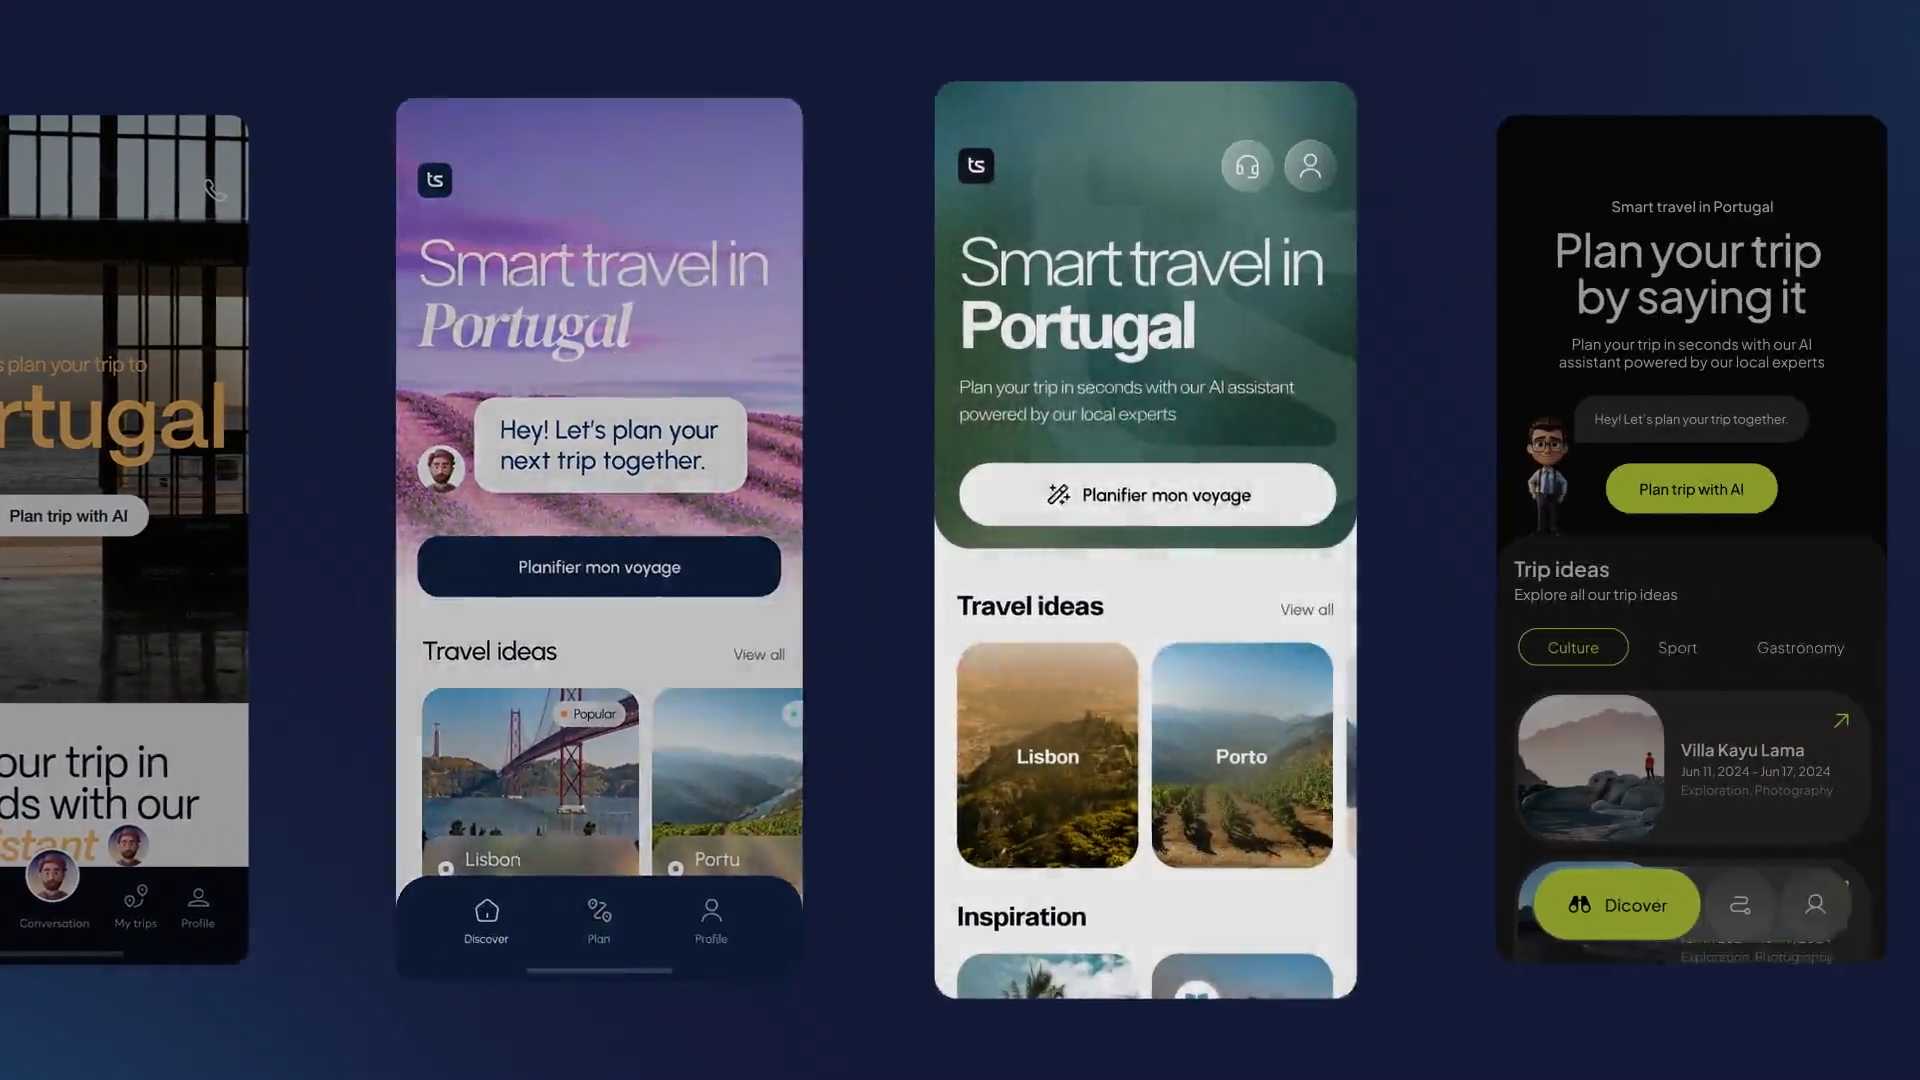 s plan your trip to
rtugal
Plan trip with AI
our trip in
ds with our
stant
Conversation
My trips
Profile
ts
Smart travel in
Portugal
Hey! Let's plan your
next trip together.
Planifier mon voyage
Travel ideas
View all
Popular
Lisbon
Portu
Discover
Plan
Profile
ts
Smart travel in
Portugal
Plan your trip in seconds with our AI assistant
powered by our local experts
Planifier mon voyage
Travel ideas
View all
Lisbon
Porto
Inspiration
Smart travel in Portugal
Plan your trip
by saying it
Plan your trip in seconds with our AI
assistant powered by our local experts
Hey! Let's plan your trip together.
Plan trip with AI
Trip ideas
Explore all our trip ideas
Culture
Sport
Gastronomy
Villa Kayu Lama
Jun 11, 2024 - Jun 17, 2024
Exploration, Photography
Dicover
Exploration, Photography